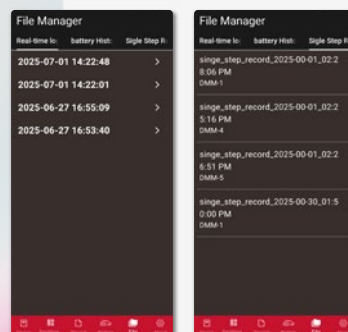 File Manager
Real-time lo‹ battery Hist‹ Sigle Step R‹
2025-07-01 14:22:48
2025-07-01 14:22:01
2025-06-27 16:55:09
2025-06-27 16:53:40
File
File Manager
Real-time lo‹ battery Hist‹ Sigle Step R‹
singe_step_record_2025-00-01_02:2
8:06 PM
DMM-1
singe_step_record_2025-00-01_02:2
5:16 PM
DMM-4
singe_step_record_2025-00-01_02:2
6:51 PM
DMM-5
singe_step_record_2025-00-30_01:5
0:00 PM
DMM-1
File